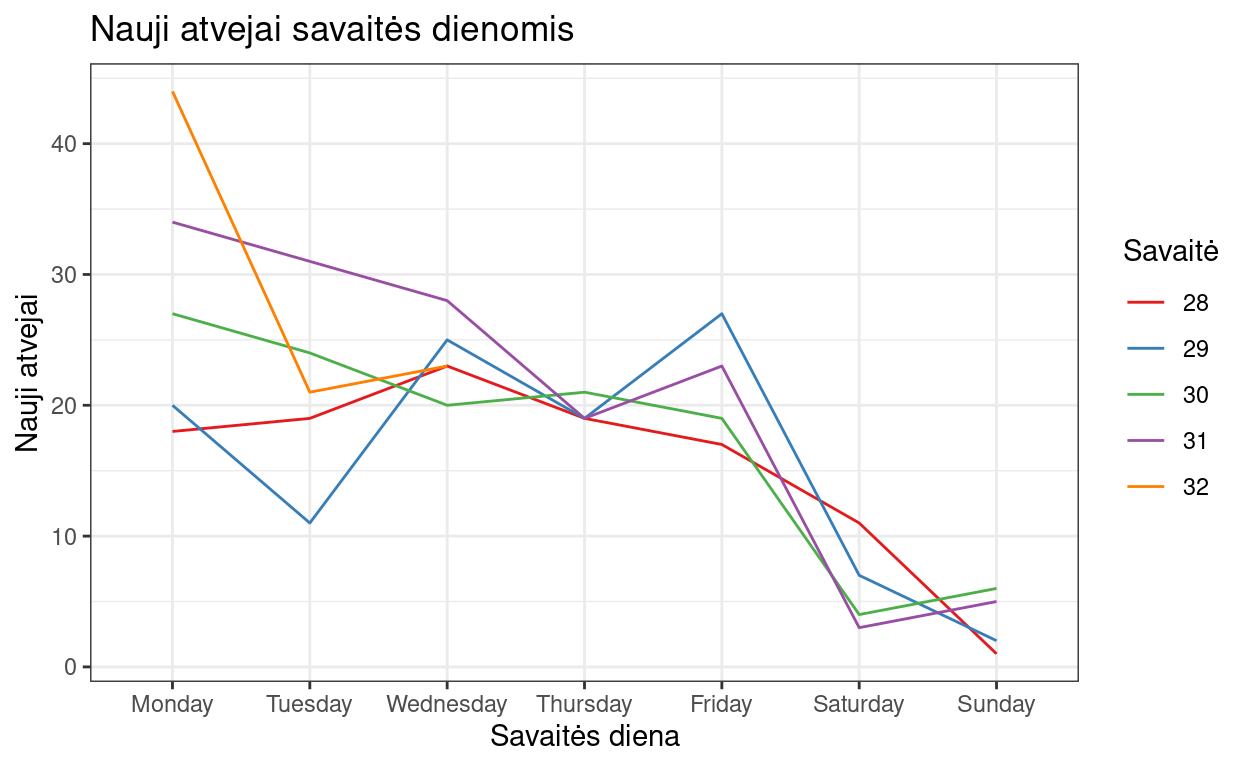 Nauji atvejai savaitės dienomis
Nauji atvejai
40
30
20
10
0
Monday Tuesday Wednesday Thursday Friday Saturday Sunday
Savaitės diena
Savaitė
28
29
30
31
32